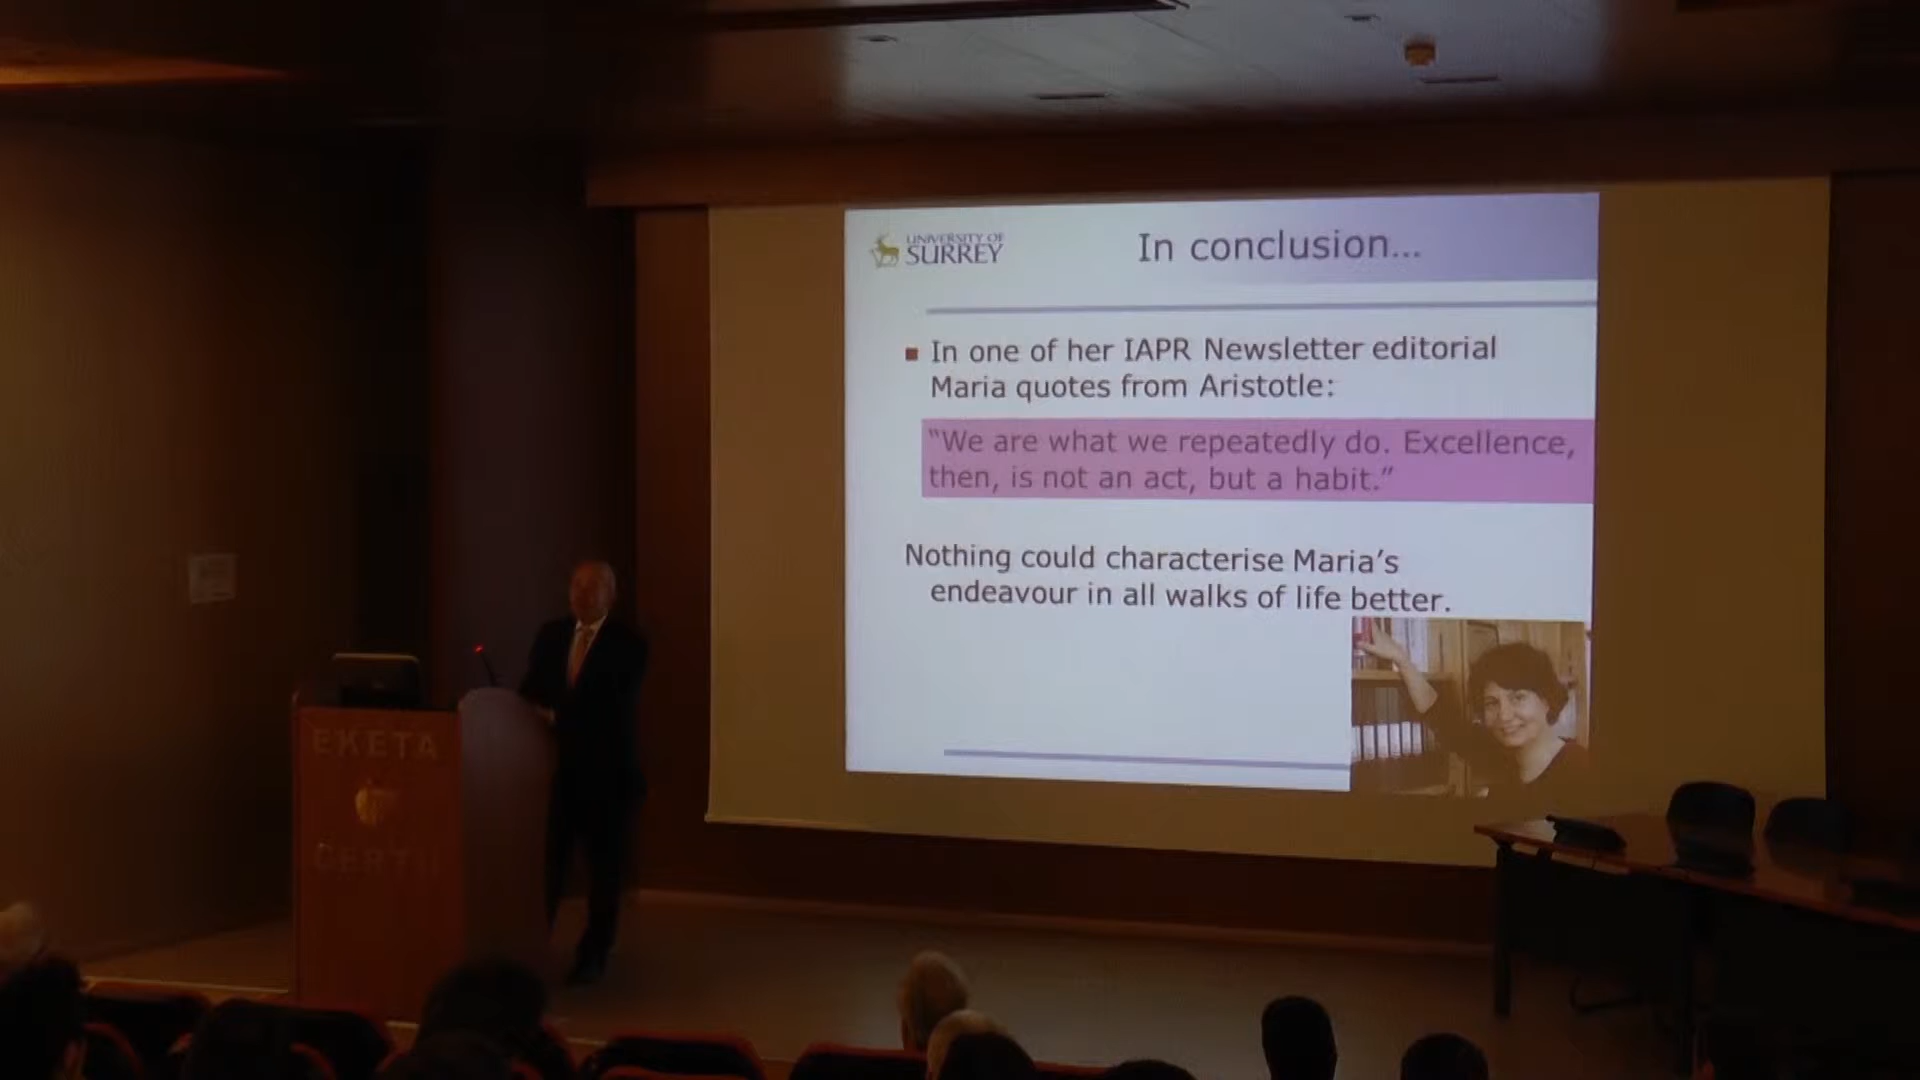 UNIVERSITY OF
SURREY
In conclusion...
In one of her IAPR Newsletter editorial
Maria quotes from Aristotle:
"We are what we repeatedly do. Excellence,
then, is not an act, but a habit."
Nothing could characterise Maria's
endeavour in all walks of life better.
EKETA
CERTH